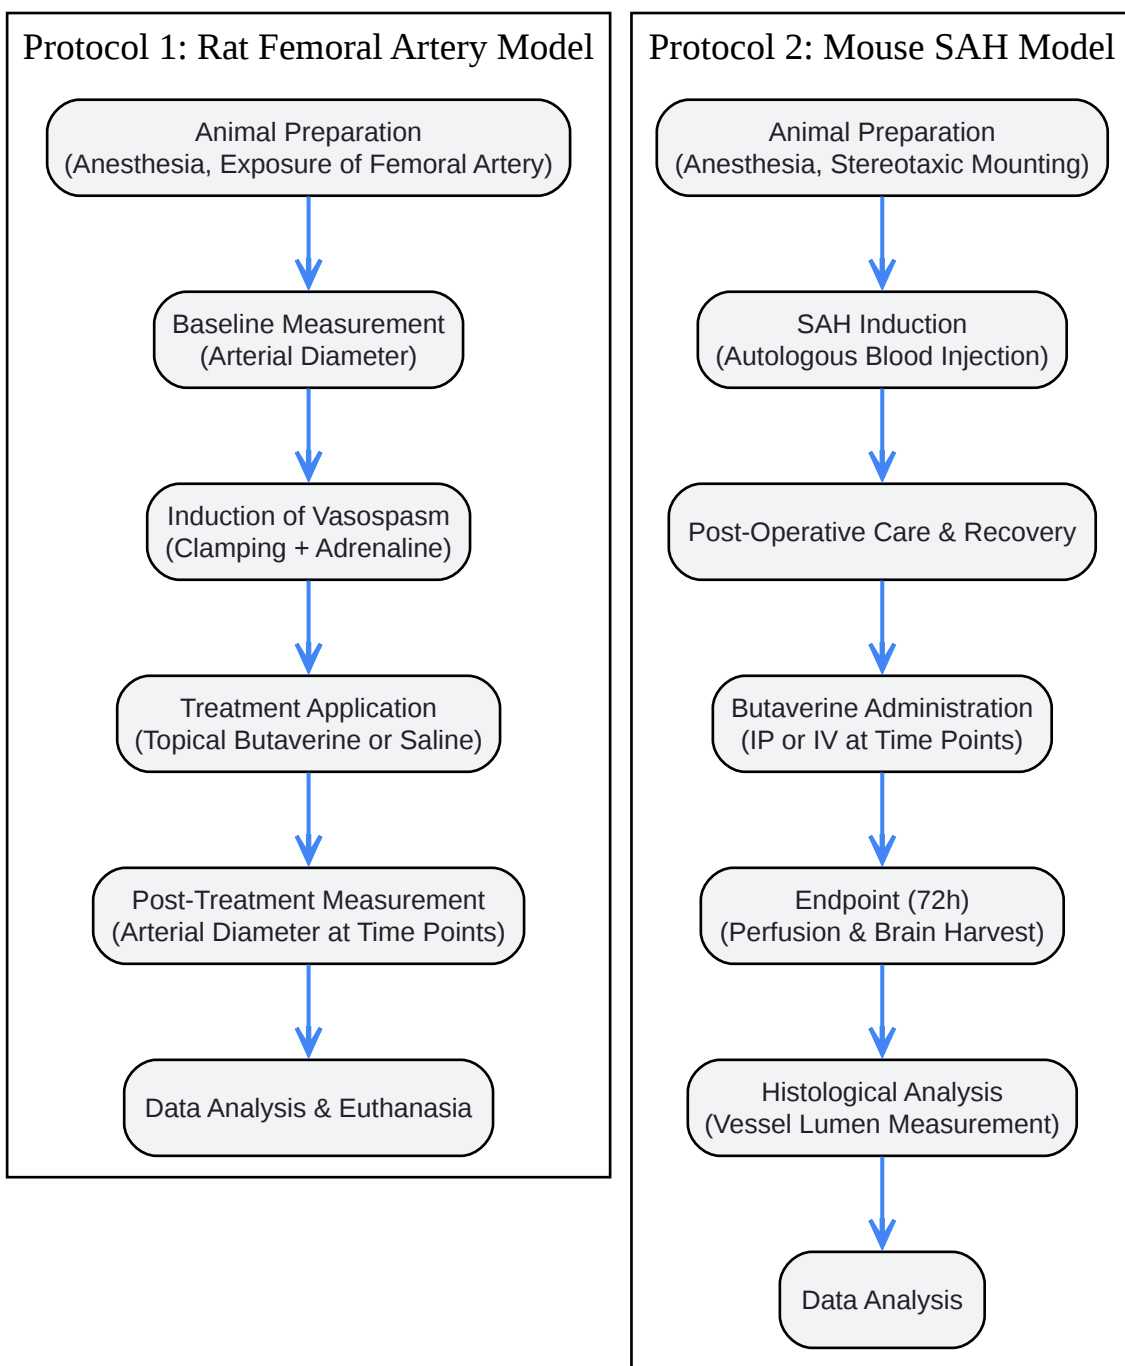 Protocol 1: Rat Femoral Artery Model
Animal Preparation
(Anesthesia, Exposure of Femoral Artery)
Baseline Measurement
(Arterial Diameter)
Induction of Vasospasm
(Clamping + Adrenaline)
Treatment Application
(Topical Butaverine or Saline)
Post-Treatment Measurement
(Arterial Diameter at Time Points)
Data Analysis & Euthanasia
Protocol 2: Mouse SAH Model
Animal Preparation
(Anesthesia, Stereotaxic Mounting)
SAH Induction
(Autologous Blood Injection)
Post-Operative Care & Recovery
Butaverine Administration
(IP or IV at Time Points)
Endpoint (72h)
(Perfusion & Brain Harvest)
Histological Analysis
(Vessel Lumen Measurement)
Data Analysis